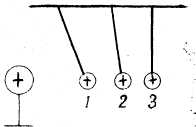 + + + +
1 2 3